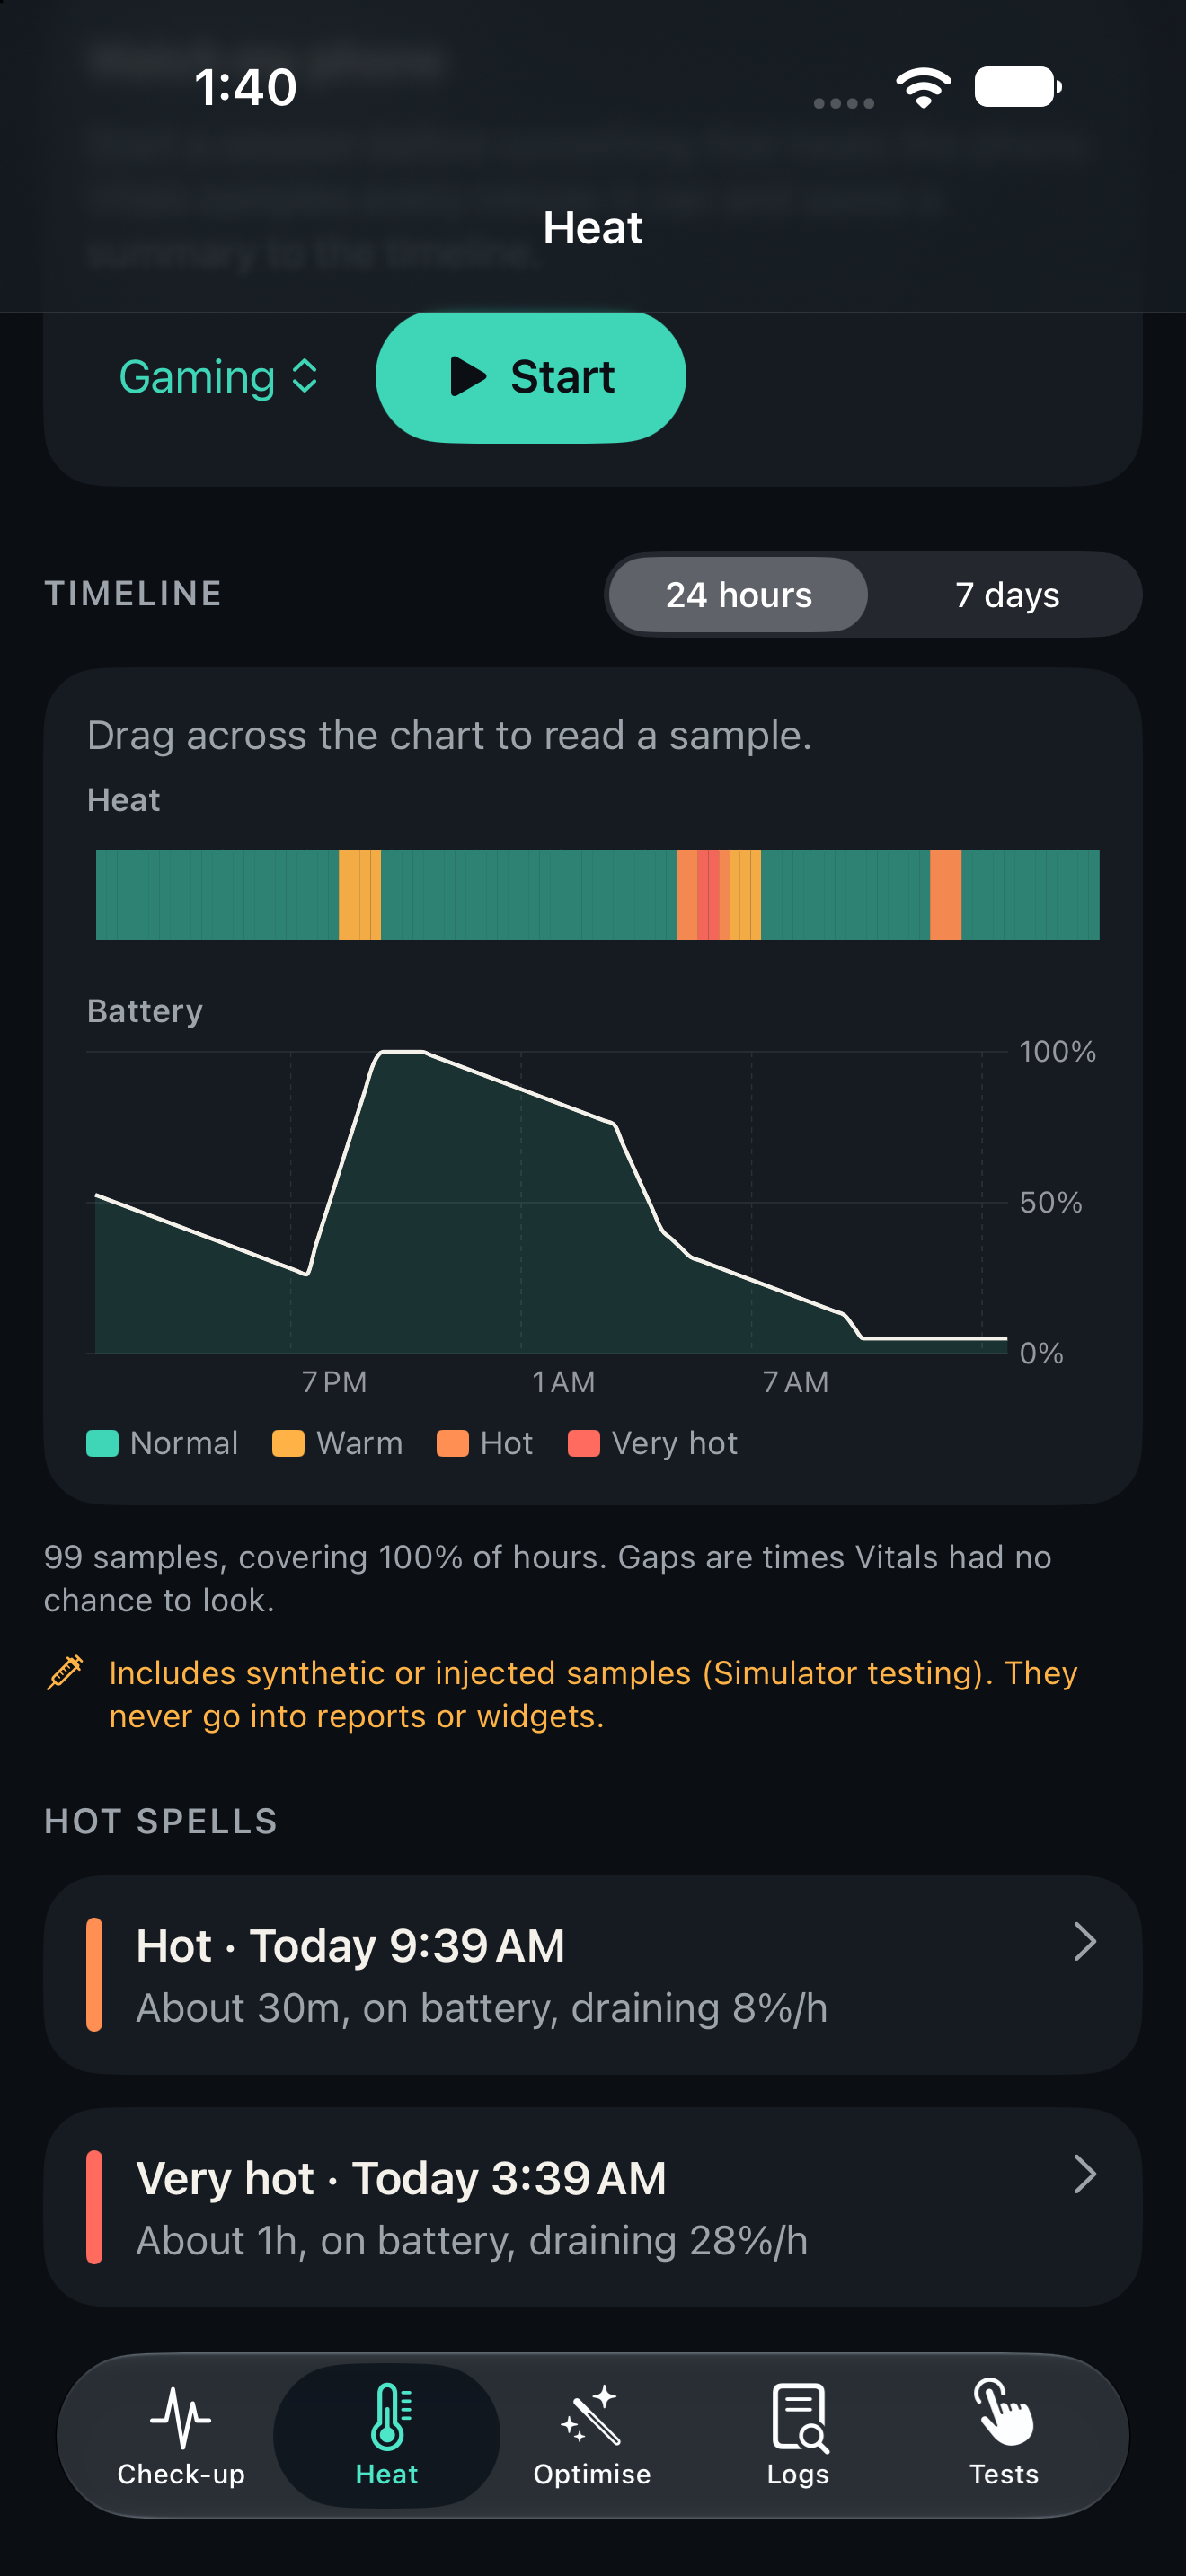 1:40
summary to the timeline.
Heat
Gaming
Start
TIMELINE
24 hours
7 days
Drag across the chart to read a sample.
Heat
Battery
100%
50%
0%
7 PM
1 AM
7 AM
Normal
Warm
Hot
Very hot
99 samples, covering 100% of hours. Gaps are times Vitals had no
chance to look.
Includes synthetic or injected samples (Simulator testing). They
never go into reports or widgets.
HOT SPELLS
Hot · Today 9:39 AM
About 30m, on battery, draining 8%/h
Very hot · Today 3:39 AM
About 1h, on battery, draining 28%/h
Check-up
Heat
Optimise
Logs
Tests